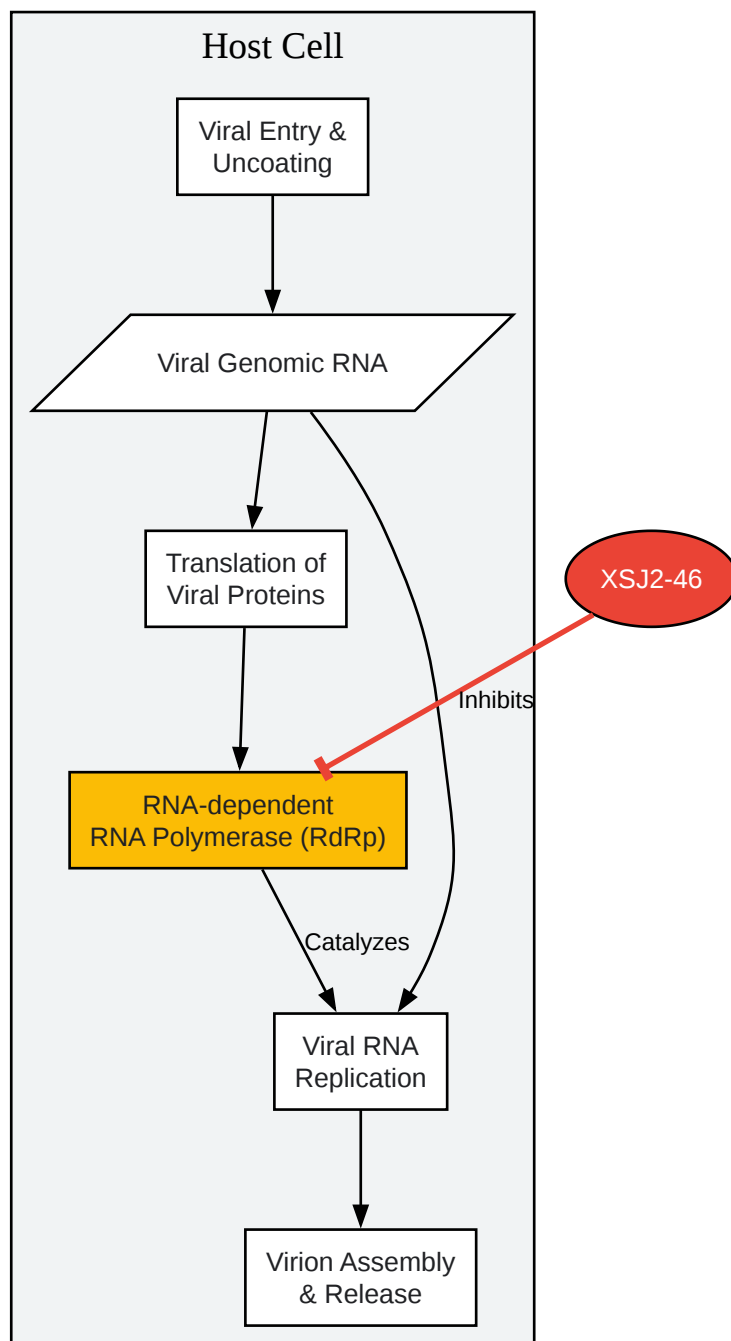 Host Cell
Viral Entry &
Uncoating
Viral Genomic RNA
Translation of
Viral Proteins
XSJ2-46
Inhibits
RNA-dependent
RNA Polymerase (RdRp)
Catalyzes
Viral RNA
Replication
Virion Assembly
& Release